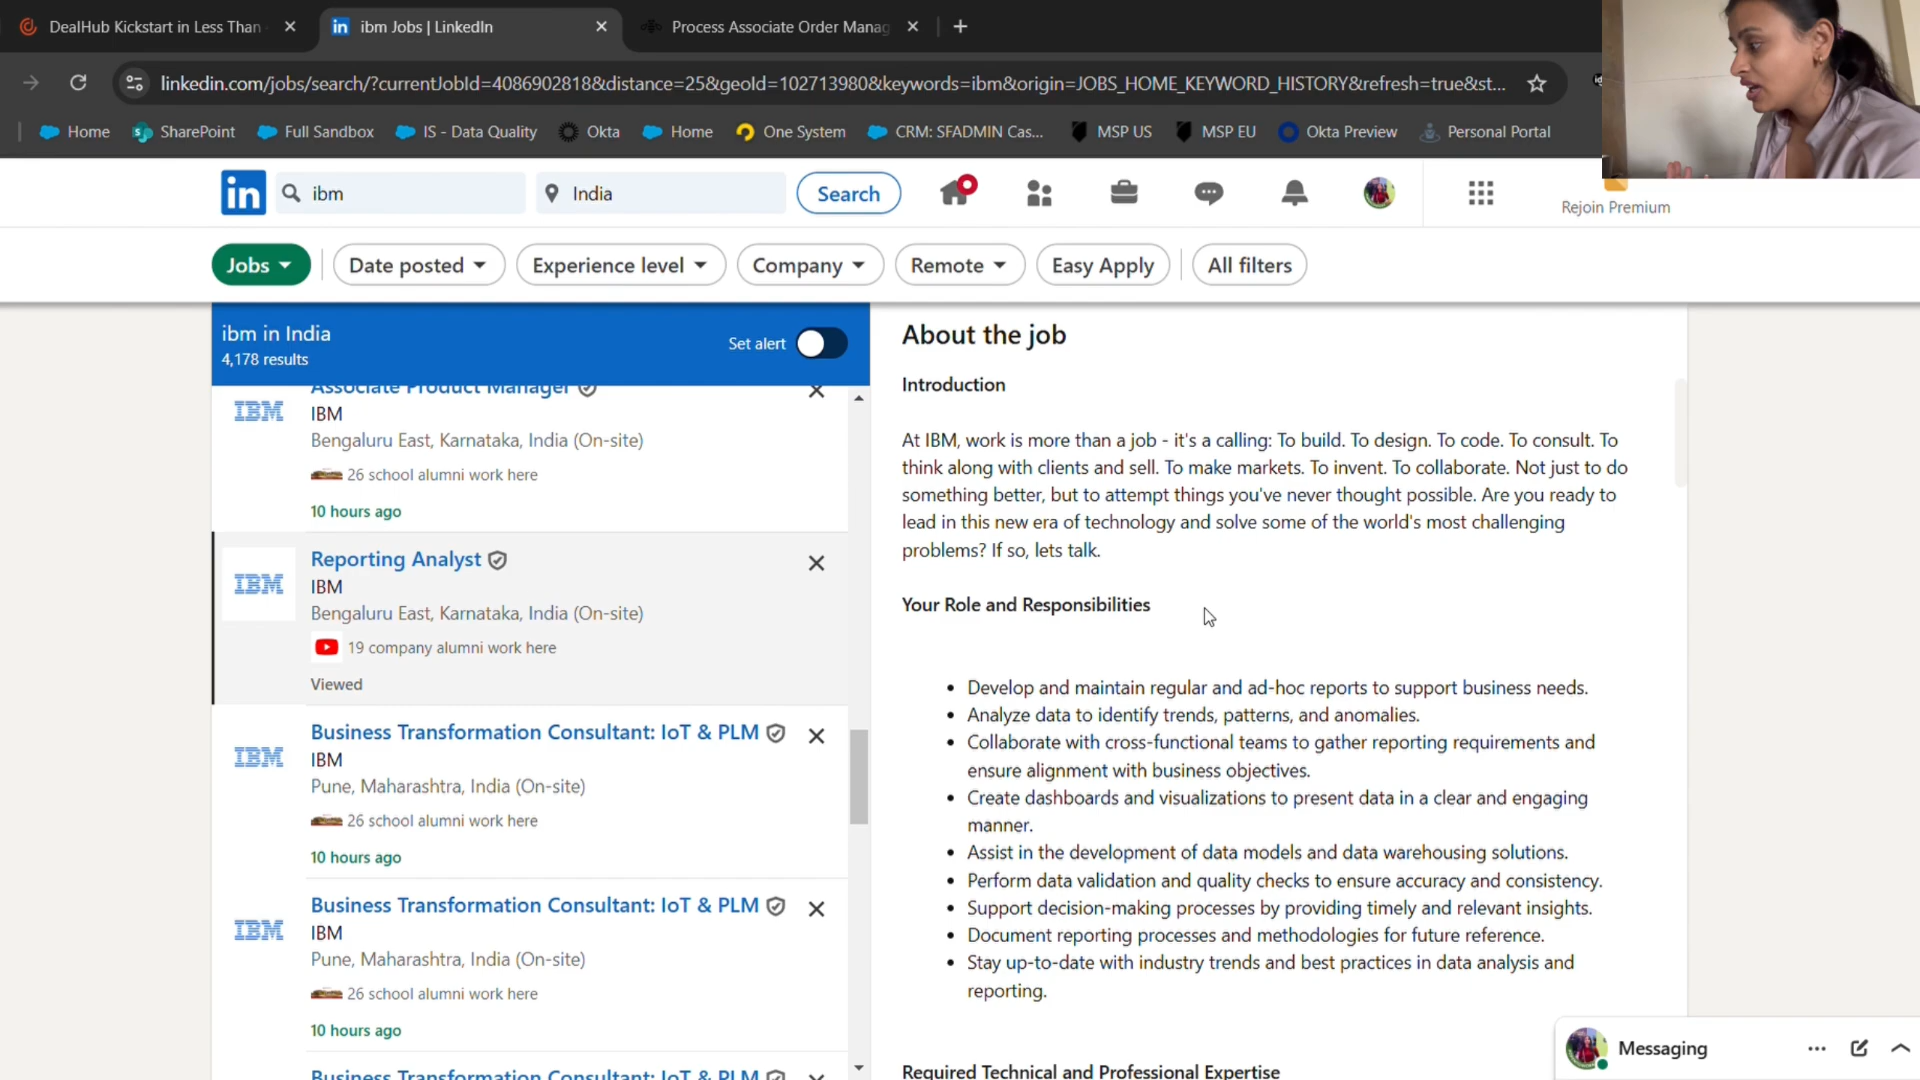 DealHub Kickstart in Less Than
ibm Jobs | LinkedIn
Process Associate Order Manag
linkedin.com/jobs/search/?currentJobId=4086902818&distance=25&geoId=102713980&keywords=ibm&origin=JOBS_HOME_KEYWORD_HISTORY&refresh=true&st...
Home SharePoint Full Sandbox IS - Data Quality Okta Home One System CRM: SFADMIN Cas... MSP US MSP EU Okta Preview Personal Portal
in ibm India Search
Rejoin Premium
Jobs Date posted Experience level Company Remote Easy Apply All filters
ibm in India
4,178 results
Set alert
Associate Product Manager
IBM
IBM
Bengaluru East, Karnataka, India (On-site)
26 school alumni work here
10 hours ago
Reporting Analyst
IBM
IBM
Bengaluru East, Karnataka, India (On-site)
19 company alumni work here
Viewed
Business Transformation Consultant: IoT & PLM
IBM
IBM
Pune, Maharashtra, India (On-site)
26 school alumni work here
10 hours ago
Business Transformation Consultant: IoT & PLM
IBM
IBM
Pune, Maharashtra, India (On-site)
26 school alumni work here
10 hours ago
Business Transformation Consultant: IoT & PLM
About the job
Introduction
At IBM, work is more than a job - it's a calling: To build. To design. To code. To consult. To
think along with clients and sell. To make markets. To invent. To collaborate. Not just to do
something better, but to attempt things you've never thought possible. Are you ready to
lead in this new era of technology and solve some of the world's most challenging
problems? If so, lets talk.
Your Role and Responsibilities
• Develop and maintain regular and ad-hoc reports to support business needs.
• Analyze data to identify trends, patterns, and anomalies.
• Collaborate with cross-functional teams to gather reporting requirements and
ensure alignment with business objectives.
• Create dashboards and visualizations to present data in a clear and engaging
manner.
• Assist in the development of data models and data warehousing solutions.
• Perform data validation and quality checks to ensure accuracy and consistency.
• Support decision-making processes by providing timely and relevant insights.
• Document reporting processes and methodologies for future reference.
• Stay up-to-date with industry trends and best practices in data analysis and
reporting.
Required Technical and Professional Expertise
Messaging